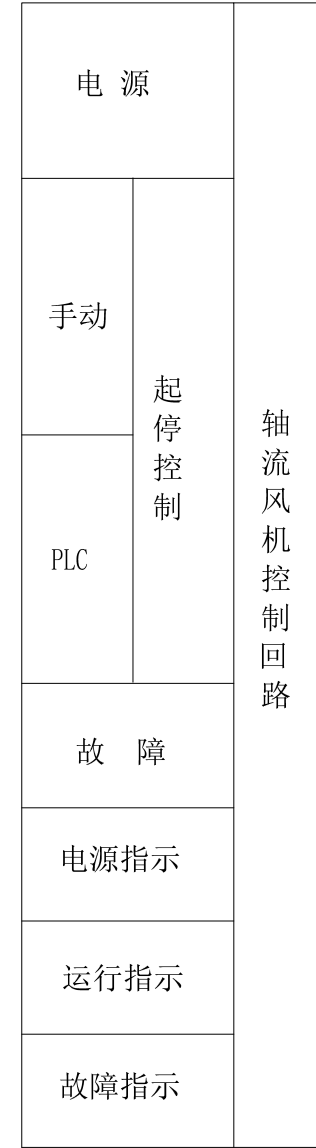 电 源
手动
起停控制
PLC
轴流风机控制回路
故 障
电源指示
运行指示
故障指示